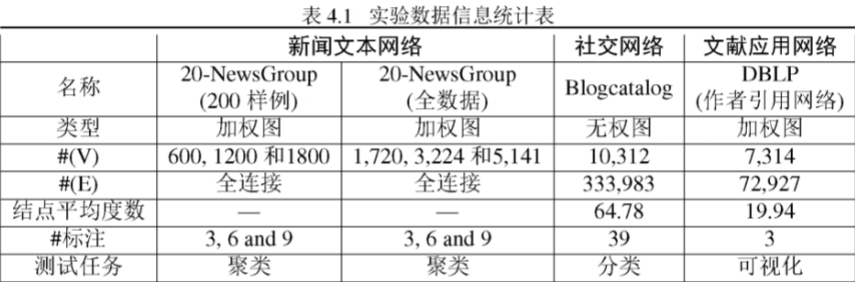 表 4.1 实验数据信息统计表
新闻文本网络 社交网络 文献应用网络
名称 20-NewsGroup (200 样例) 20-NewsGroup (全数据) Blogcatalog DBLP (作者引用网络)
类型 加权图 加权图 无权图 加权图
#(V) 600, 1200 和1800 1,720, 3,224 和5,141 10,312 7,314
#(E) 全连接 全连接 333,983 72,927
结点平均度数 — — 64.78 19.94
#标注 3, 6 and 9 3, 6 and 9 39 3
测试任务 聚类 聚类 分类 可视化